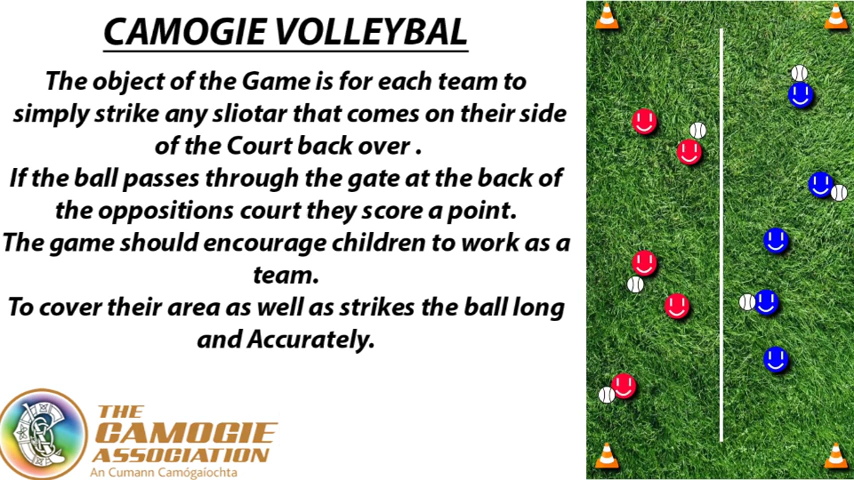 CAMOGIE VOLLEYBAL
The object of the Game is for each team to
simply strike any sliotar that comes on their side
of the Court back over .
If the ball passes through the gate at the back of
the oppositions court they score a point.
The game should encourage children to work as a
team.
To cover their area as well as strikes the ball long
and Accurately.
THE
CAMOGIE
ASSOCIATION
An Cumann Camógaíochta